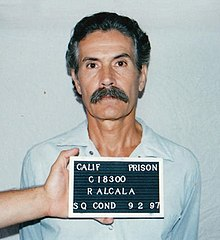 CALIF PRISON
C 18300
R ALCALA
SQ COND 9 2 97